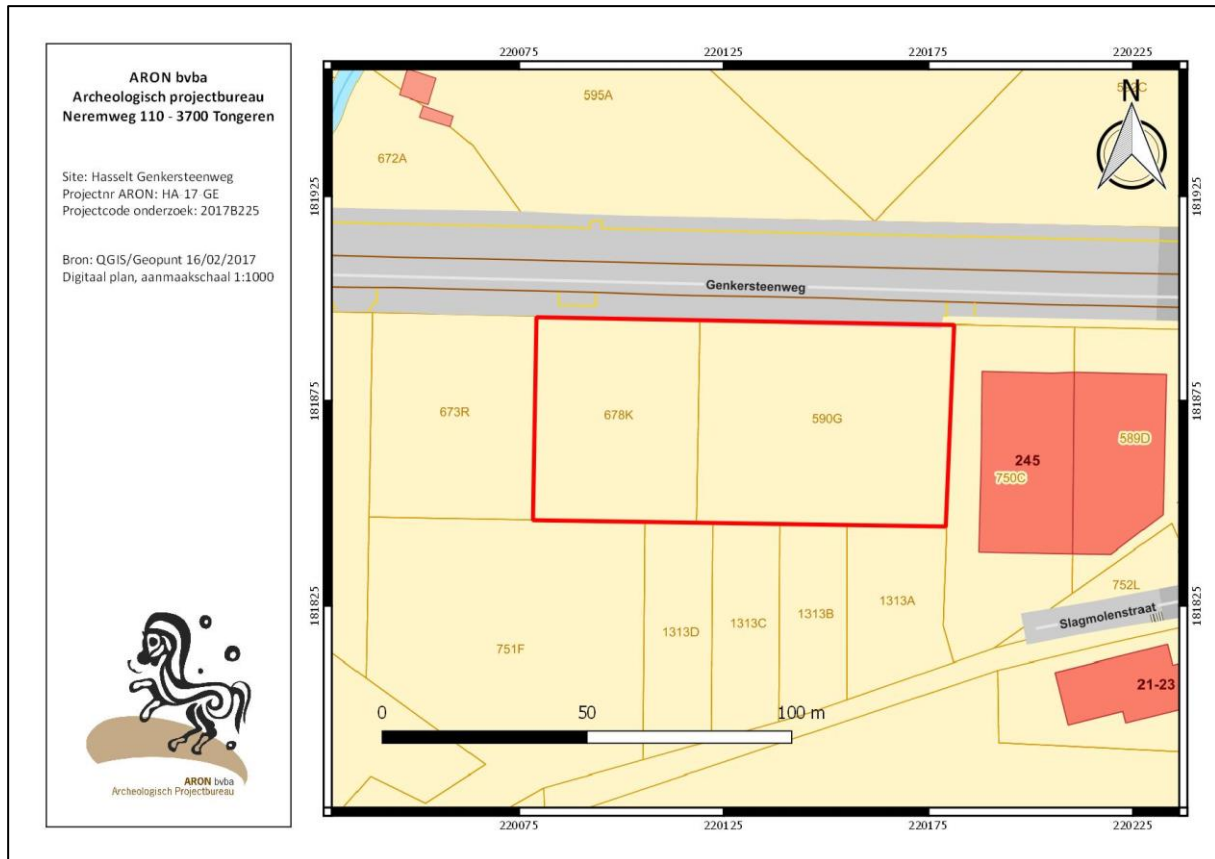 ARON bvba
Archeologisch projectbureau
Neremweg 110 - 3700 Tongeren
Site: Hasselt Genkersteenweg
Projectnr ARON: HA-17-GE
Projectcode onderzoek: 2017B225
Bron: QGIS/Geopunt 16/02/2017
Digitaal plan, aanmaakschaal 1:1000
ARON bvba
Archeologisch Projectbureau
220075 220125 220175 220225
181925
181875
181825
181925
181875
181825
N
595A
672A
Genkersteenweg
673R
678K
590G
245
750C
589D
752L
Slagmolenstraat
751F
1313D
1313C
1313B
1313A
21-23
0 50 100 m
220075 220125 220175 220225